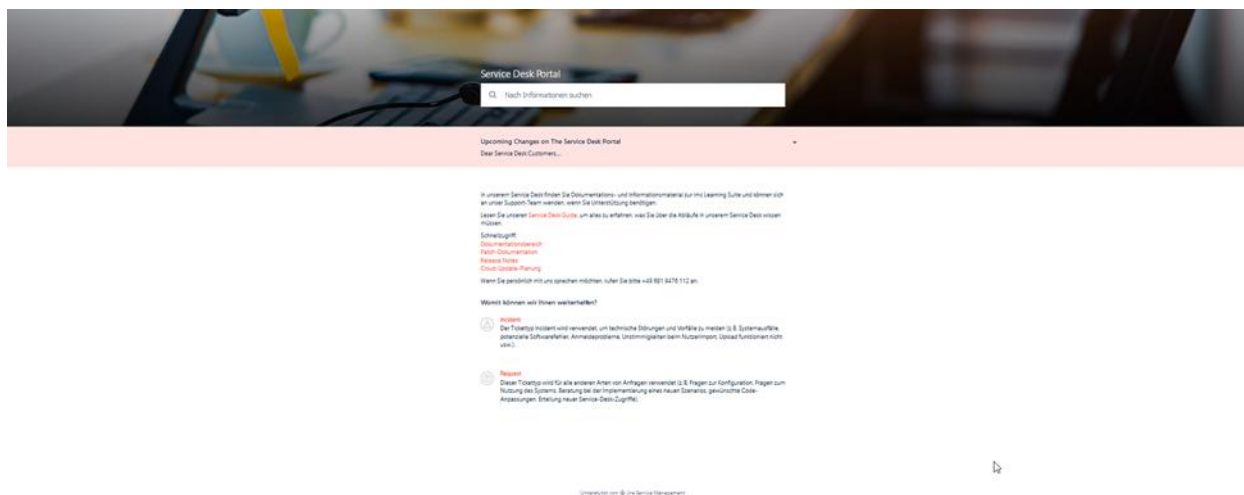 Service Desk Portal
Nach Informationen suchen
Upcoming Changes on The Service Desk Portal
Dear Service Desk Customers...
In unserem Service Desk finden Sie Dokumentations- und Informationsmaterial zur imc Learning Suite und können sich
an unser Support-Team wenden, wenn Sie Unterstützung benötigen.
Lesen Sie unseren Service Desk Guide, um alles zu erfahren, was Sie über die Abläufe in unserem Service Desk wissen
müssen.
Schnellzugriff:
Dokumentationsbereich
Patch-Dokumentation
Release Notes
Cloud-Update-Planung
Wenn Sie persönlich mit uns sprechen möchten, rufen Sie bitte +49 681 9476 112 an.
Womit können wir Ihnen weiterhelfen?
Incident
Der Tickettyp Incident wird verwendet, um technische Störungen und Vorfälle zu melden (z.B. Systemausfälle,
potenzielle Softwarefehler, Anmeldeprobleme, Unstimmigkeiten beim Nutzerimport, Upload funktioniert nicht
usw.).
Request
Dieser Tickettyp wird für alle anderen Arten von Anfragen verwendet (z.B. Fragen zur Konfiguration, Fragen zum
Nutzung des Systems, Beratung bei der Implementierung eines neuen Szenarios, gewünschte Code-
Anpassungen, Erteilung neuer Service-Desk-Zugriffe).
Unterstützt von Jira Service Management